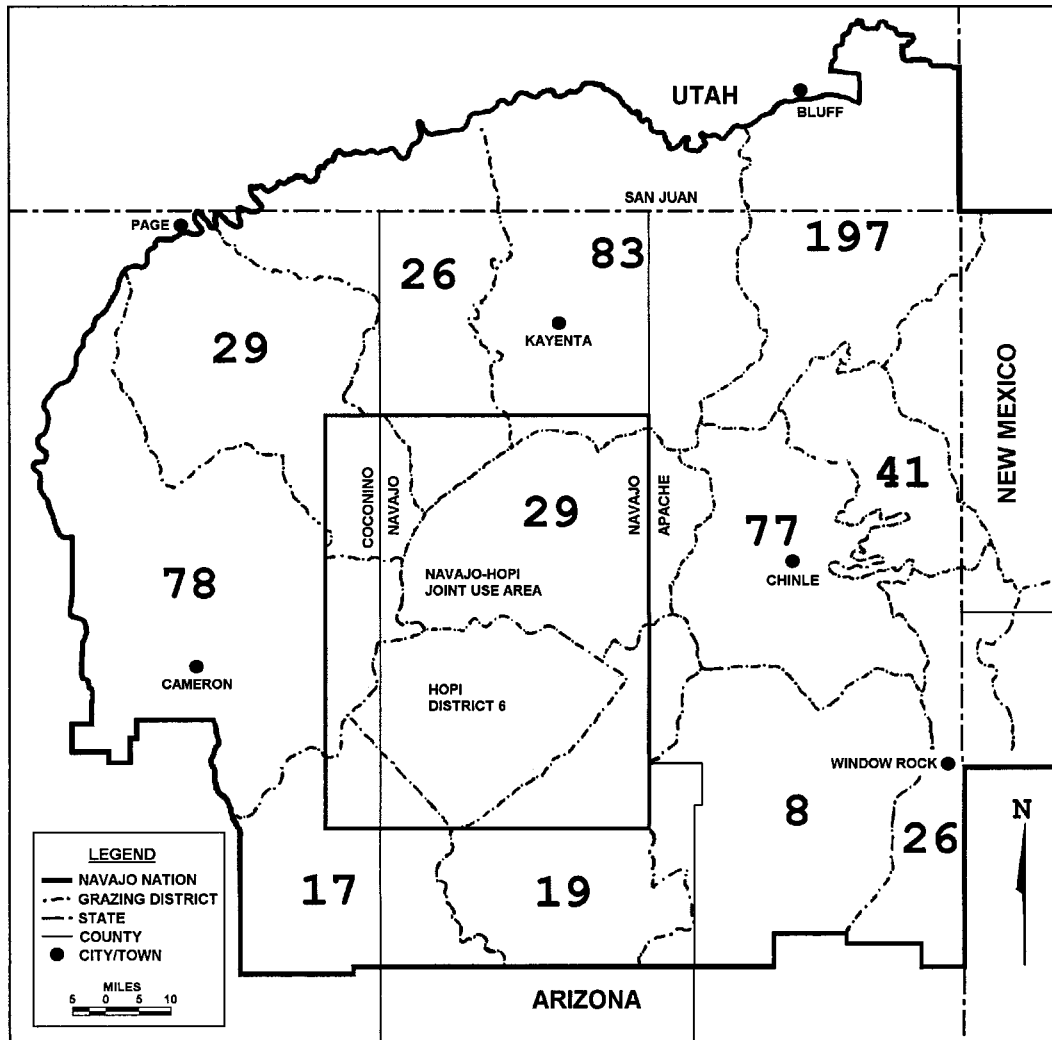 UTAH
BLUFF
SAN JUAN
PAGE
197
83
26
29
KAYENTA
NEW MEXICO
COCONINO
NAVAJO
NAVAJO
APACHE
41
29
77
CHINLE
78
NAVAJO-HOPI
JOINT USE AREA
CAMERON
HOPI
DISTRICT 6
WINDOW ROCK
8
26
N
17
19
LEGEND
NAVAJO NATION
GRAZING DISTRICT
STATE
COUNTY
CITY/TOWN
MILES
5 0 5 10
ARIZONA